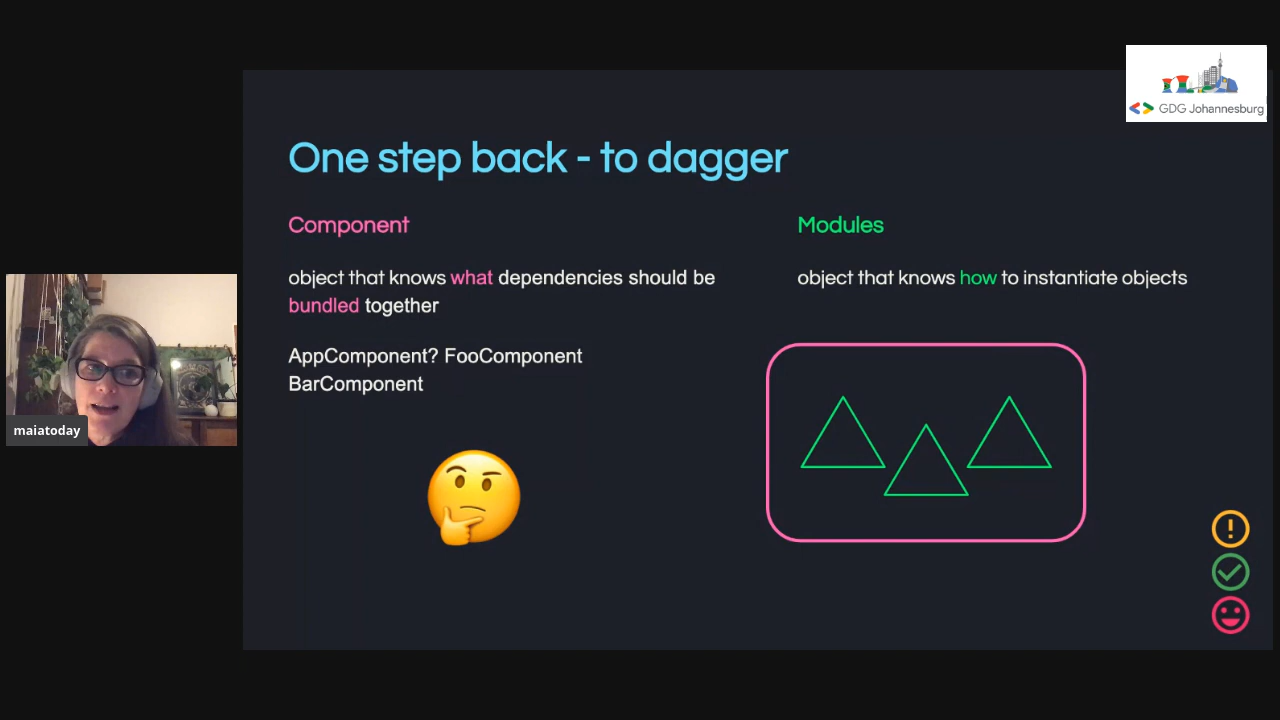 GDG Johannesburg
One step back - to dagger
Component
object that knows what dependencies should be
bundled together
AppComponent? FooComponent
BarComponent
Modules
object that knows how to instantiate objects
maiatoday